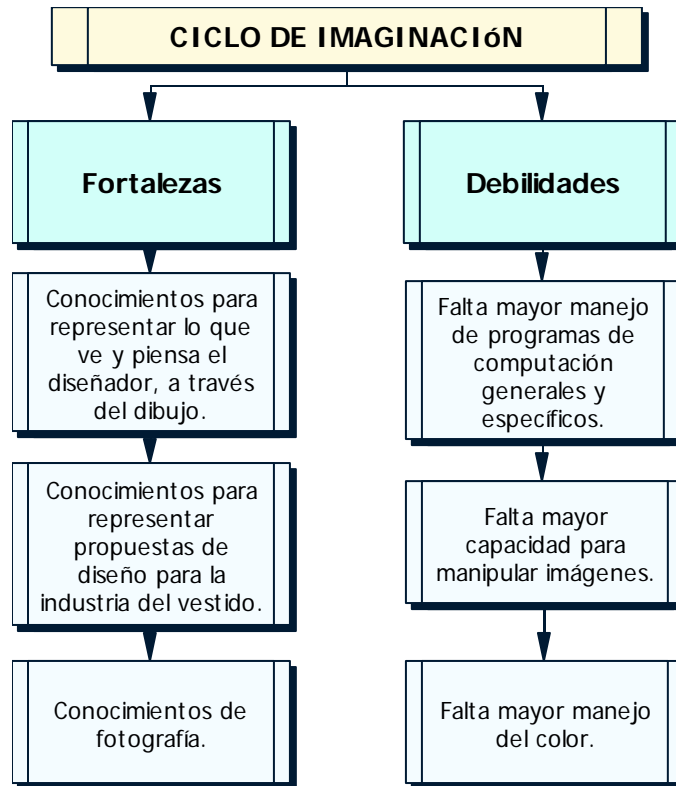 CICLO DE IMAGINACIóN
Fortalezas
Conocimientos para
representar lo que
ve y piensa el
diseñador, a través
del dibujo.
Conocimientos para
representar
propuestas de
diseño para la
industria del vestido.
Conocimientos de
fotografía.
Debilidades
Falta mayor manejo
de programas de
computación
generales y
específicos.
Falta mayor
capacidad para
manipular imágenes.
Falta mayor manejo
del color.